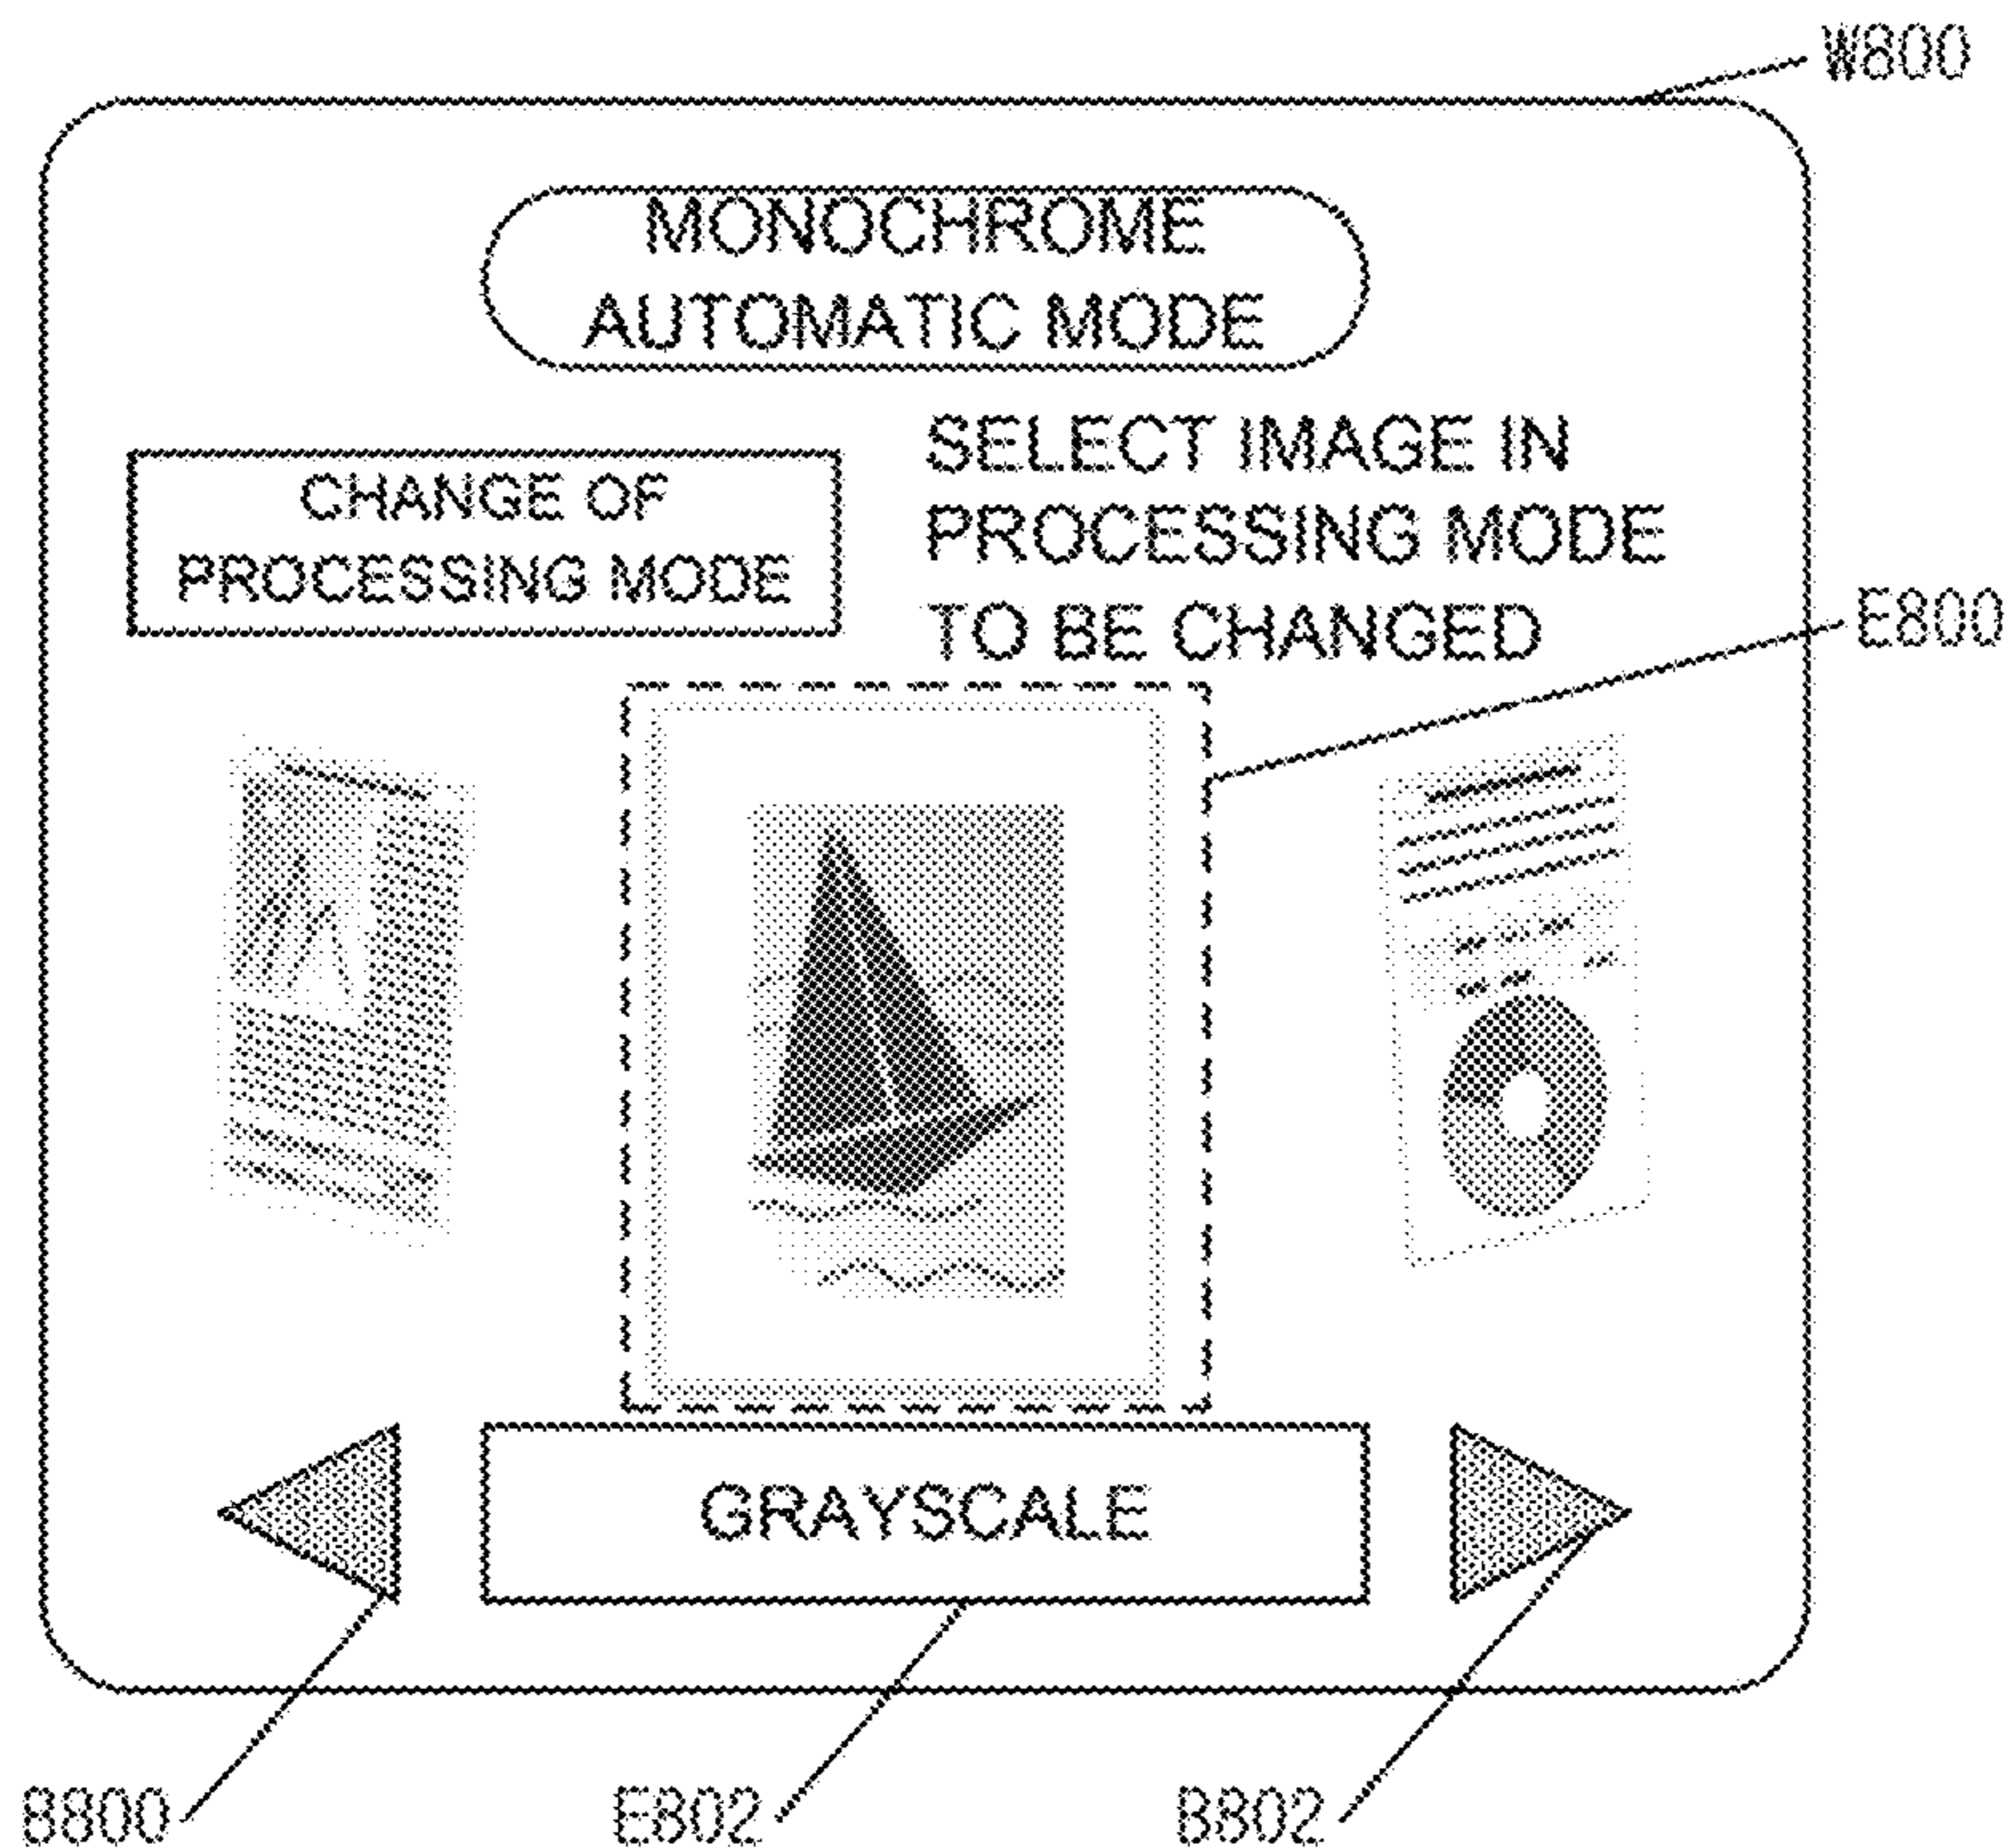 W800
MONOCHROME
AUTOMATIC MODE
CHANGE OF
PROCESSING MODE
SELECT IMAGE IN
PROCESSING MODE
TO BE CHANGED
E800
GRAYSCALE
B800
E802
B802